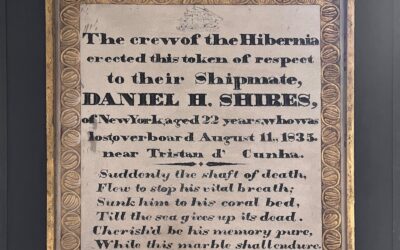 The crew of the Hibernia
erected this token of respect
to their Shipmate,
DANIEL H. SHIRES,
of New York, aged 22 years, who was
lost overboard August 11., 1835.
near Tristan d' Cunha.
Suddenly the shaft of death,
Flew to stop his vital breath;
Sunk him to his coral bed,
Till the sea gives up its dead.
Cherish'd be his memory pure,
While this marble shall endure